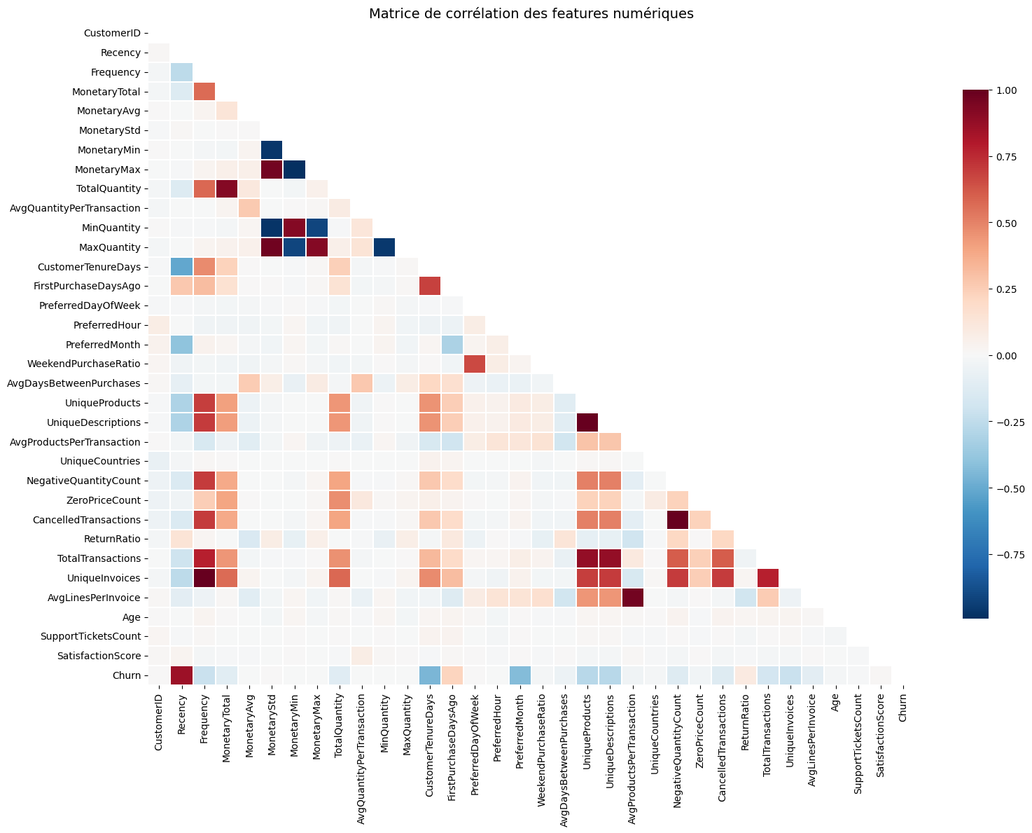 Matrice de corrélation des features numériques
CustomerID
Recency
Frequency
MonetaryTotal
MonetaryAvg
MonetaryStd
MonetaryMin
MonetaryMax
TotalQuantity
AvgQuantityPerTransaction
MinQuantity
MaxQuantity
CustomerTenureDays
FirstPurchaseDaysAgo
PreferredDayOfWeek
PreferredHour
PreferredMonth
WeekendPurchaseRatio
AvgDaysBetweenPurchases
UniqueProducts
UniqueDescriptions
AvgProductsPerTransaction
UniqueCountries
NegativeQuantityCount
ZeroPriceCount
CancelledTransactions
ReturnRatio
TotalTransactions
UniqueInvoices
AvgLinesPerInvoice
Age
SupportTicketsCount
SatisfactionScore
Churn
CustomerID
Recency
Frequency
MonetaryTotal
MonetaryAvg
MonetaryStd
MonetaryMin
MonetaryMax
TotalQuantity
AvgQuantityPerTransaction
MinQuantity
MaxQuantity
CustomerTenureDays
FirstPurchaseDaysAgo
PreferredDayOfWeek
PreferredHour
PreferredMonth
WeekendPurchaseRatio
AvgDaysBetweenPurchases
UniqueProducts
UniqueDescriptions
AvgProductsPerTransaction
UniqueCountries
NegativeQuantityCount
ZeroPriceCount
CancelledTransactions
ReturnRatio
TotalTransactions
UniqueInvoices
AvgLinesPerInvoice
Age
SupportTicketsCount
SatisfactionScore
Churn
1.00
0.75
0.50
0.25
0.00
−0.25
−0.50
−0.75